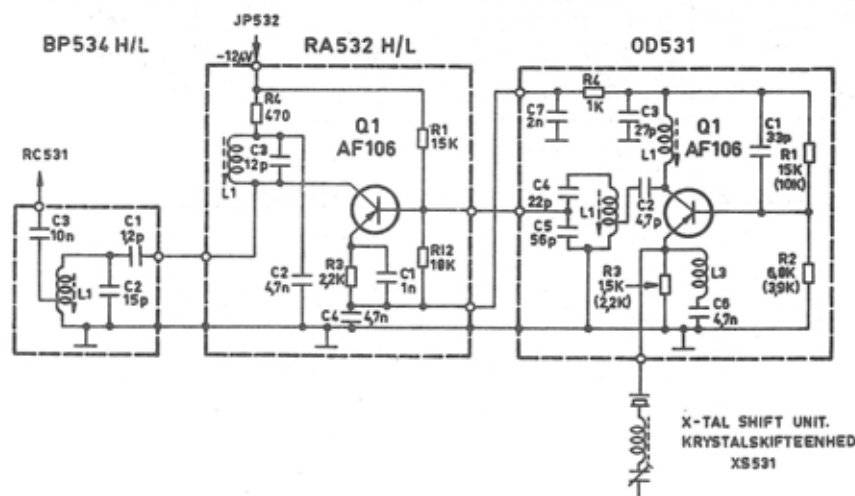 JP532
BP534 H/L
RA532 H/L
OD531
-12,4V
RC531
C3
10n
L1
C1
1,2p
C2
15p
R4
470
L1
C3
12p
C2
4,7n
Q1
AF106
R1
15K
R3
2,2K
C1
1n
R12
18K
C4
4,7n
C7
2n
R4
1K
C3
27p
L1
Q1
AF106
C1
33p
R1
15K
(10K)
C4
22p
L1
C2
4,7p
C5
56p
R3
1,5K
(2,2K)
L3
C6
4,7n
R2
6,8K
(3,9K)
X-TAL SHIFT UNIT.
KRYSTALSKIFTEENHED
XS531